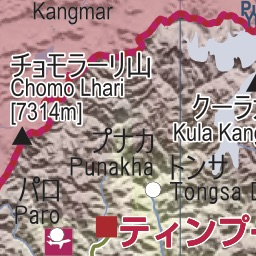 Kangmar
チョモラーリ山
Chomo Lhari
[7314m]
クーラ
Kula Kang
プナカ
Punakha
トンサ
Tongsa D
パロ
Paro
ティンプー